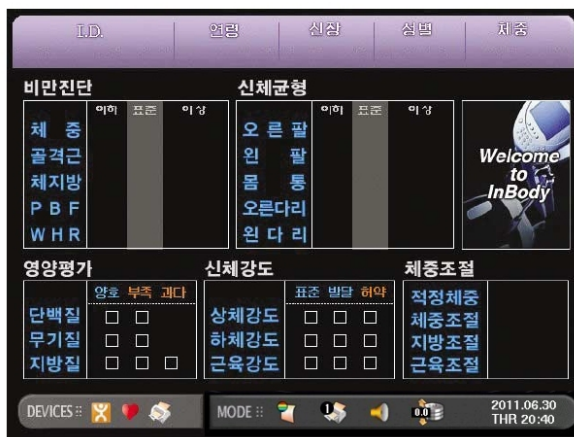 I.D. 연령 신장 성별 체중
비만진단
이하 표준 이상
체 중
골격근
체지방
P B F
W H R
신체균형
이하 표준 이상
오 른 팔
왼 팔
몸 통
오른다리
왼 다 리
Welcome
to
InBody
영양평가
양호 부족 과다
단백질
무기질
지방질
신체강도
표준 발달 허약
상체강도
하체강도
근육강도
체중조절
적정체중
체중조절
지방조절
근육조절
DEVICES :: MODE :: 0.0 2011.06.30
THR 20:40